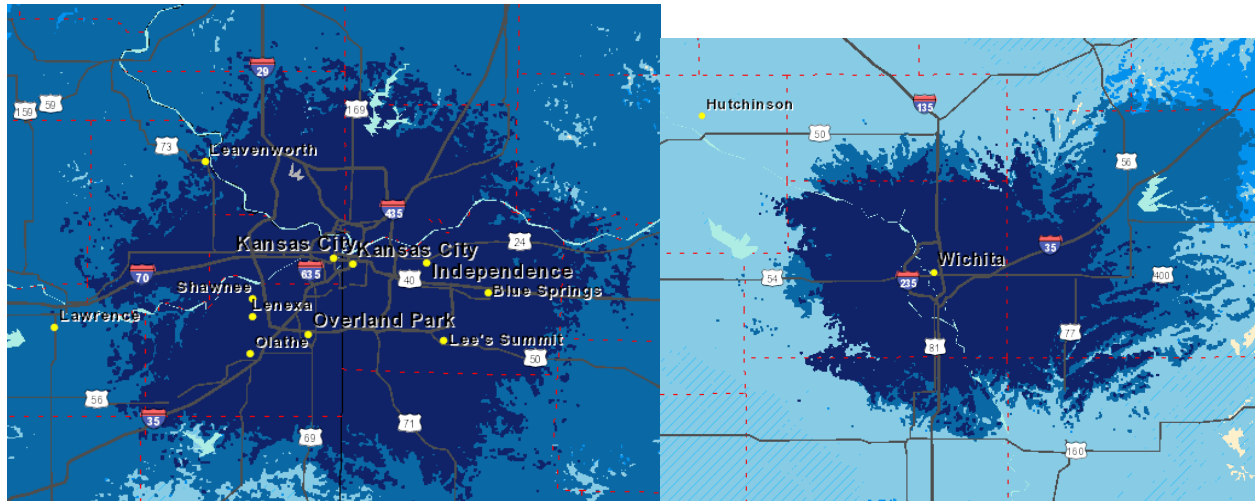 29
159
59
169
73
Leavenworth
435
Kansas City
Kansas City
24
70
635
Independence
40
Shawnee
Blue Springs
Lenexa
Lawrence
Overland Park
Olathe
Lee's Summit
50
56
35
71
69
Hutchinson
135
50
56
35
Wichita
54
235
400
77
81
160